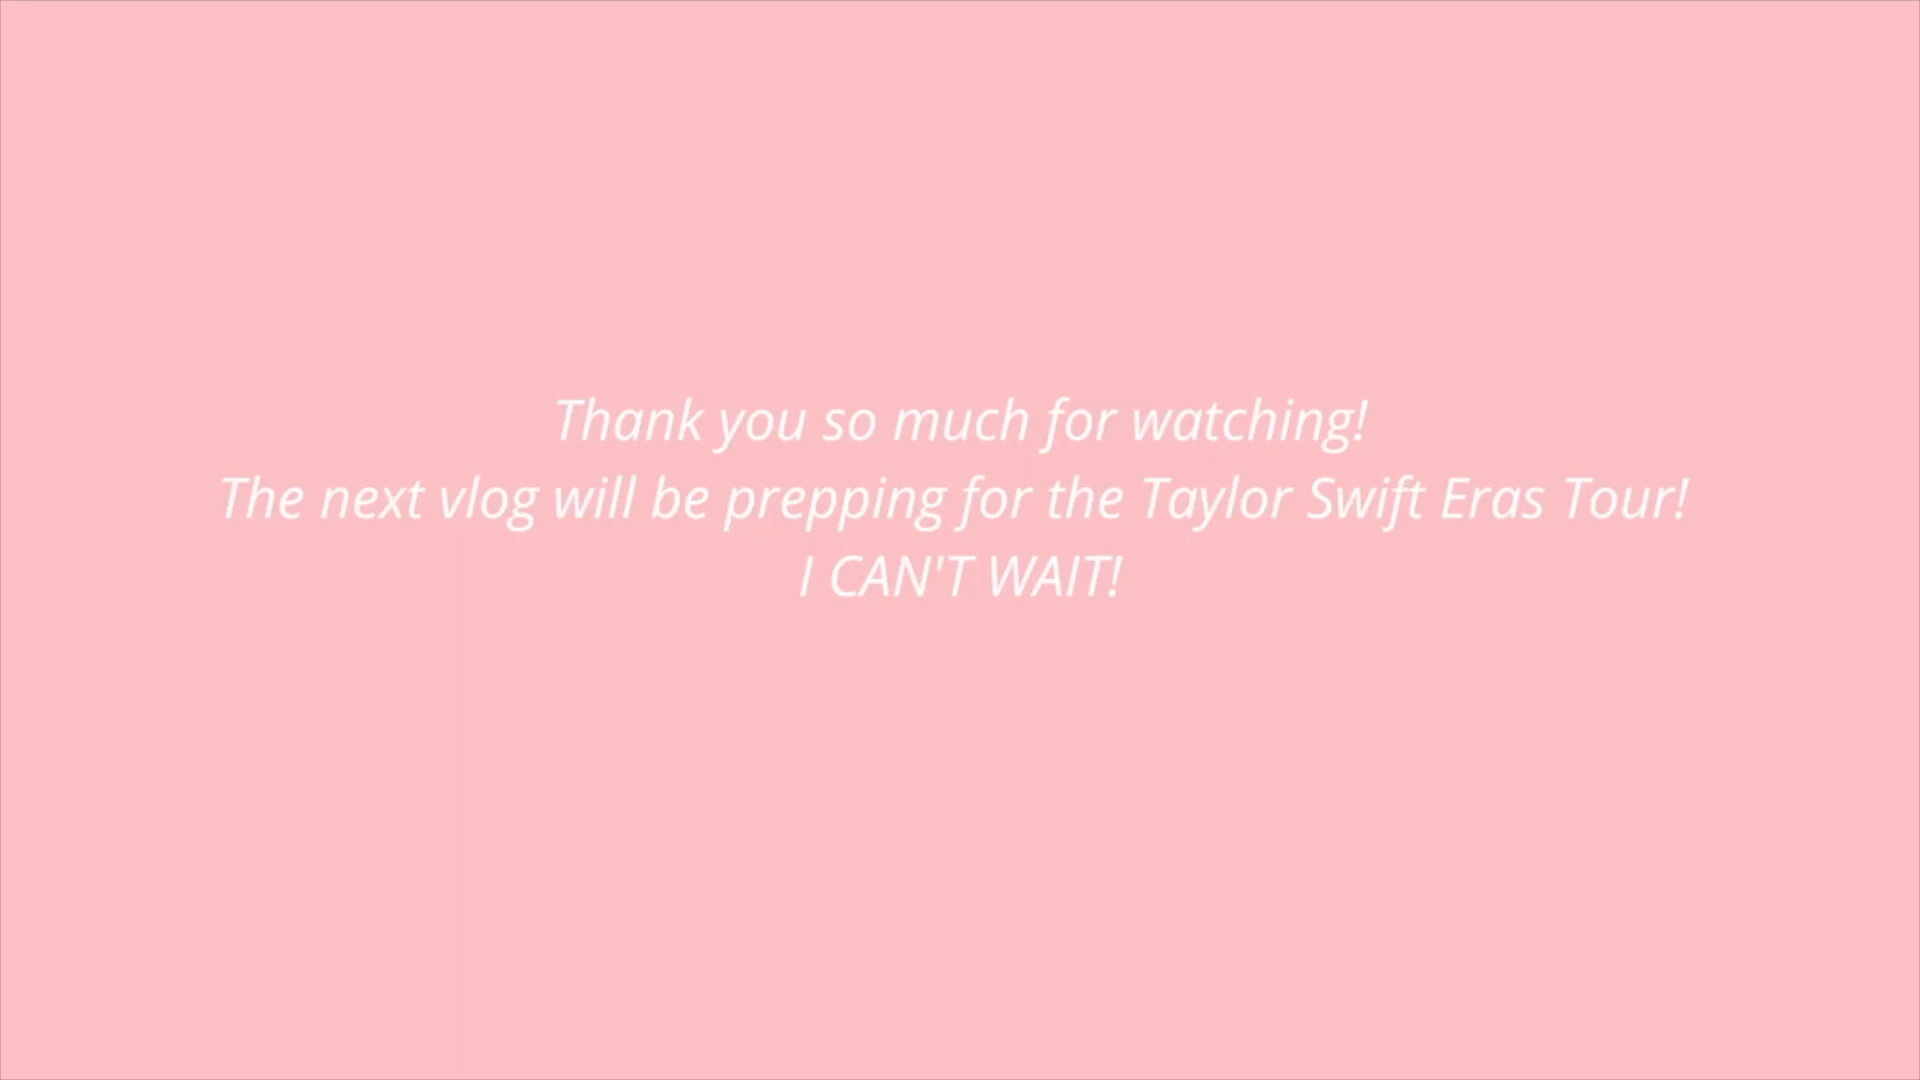 Thank you so much for watching!
The next vlog will be prepping for the Taylor Swift Eras Tour!
I CAN'T WAIT!